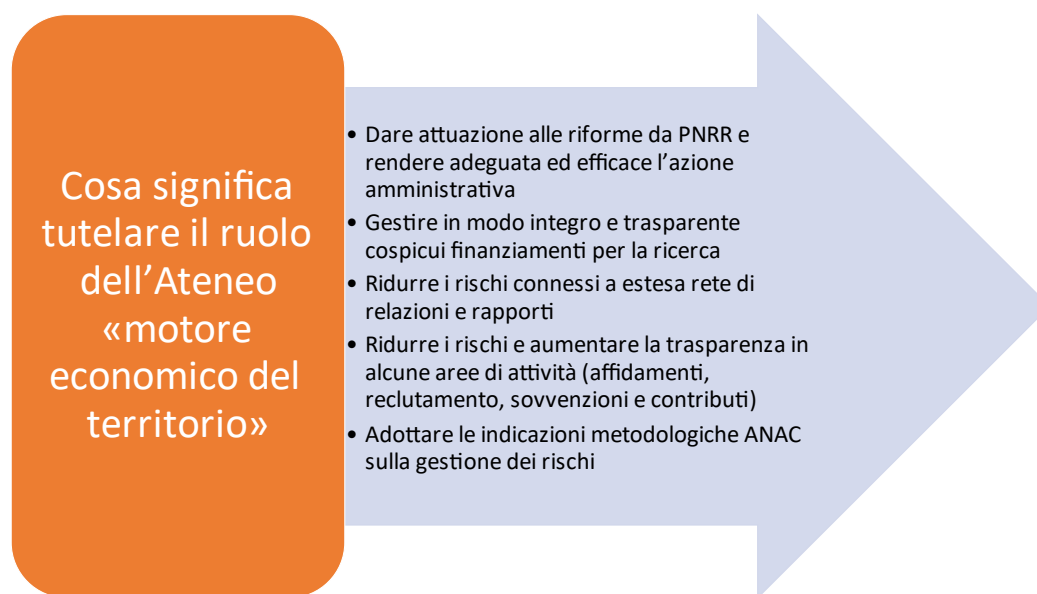 Cosa significa
tutelare il ruolo
dell’Ateneo
«motore
economico del
territorio»
• Dare attuazione alle riforme da PNRR e
rendere adeguata ed efficace l’azione
amministrativa
• Gestire in modo integro e trasparente
cospicui finanziamenti per la ricerca
• Ridurre i rischi connessi a estesa rete di
relazioni e rapporti
• Ridurre i rischi e aumentare la trasparenza in
alcune aree di attività (affidamenti,
reclutamento, sovvenzioni e contributi)
• Adottare le indicazioni metodologiche ANAC
sulla gestione dei rischi